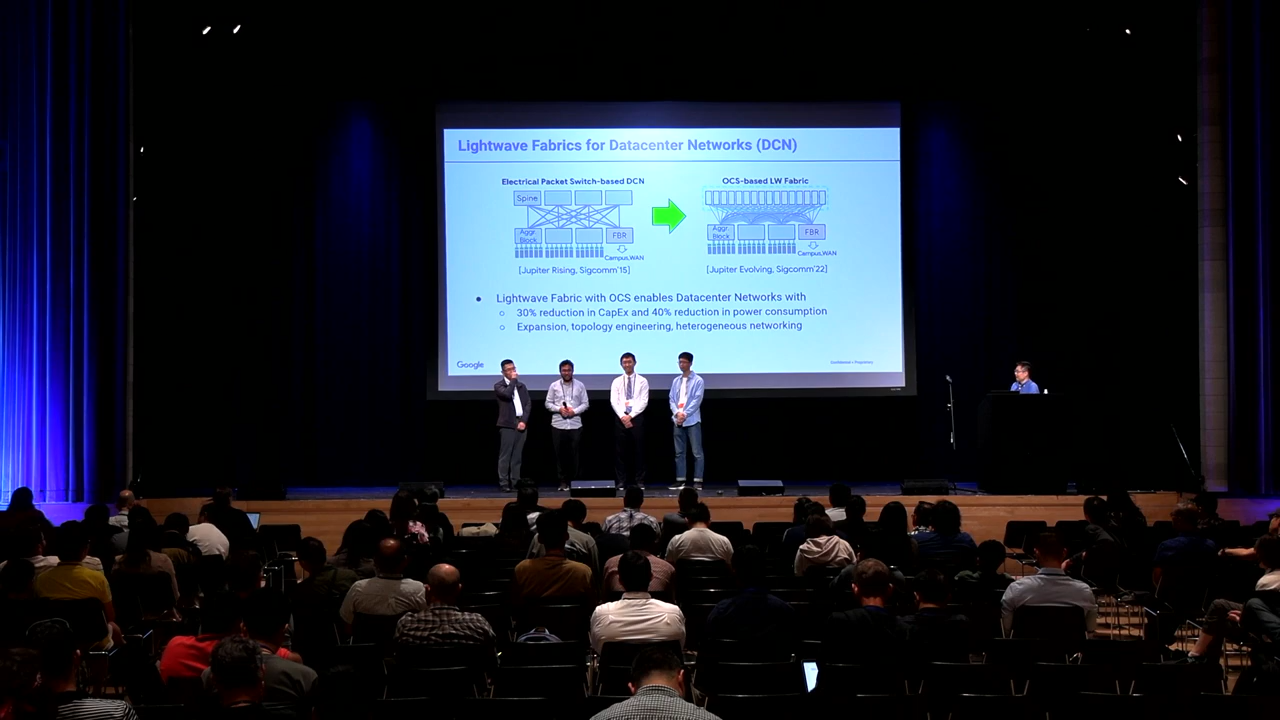 Lightwave Fabrics for Datacenter Networks (DCN)
Electrical Packet Switch-based DCN
Spine
Aggr. Block
FBR
Campus,WAN
[Jupiter Rising, Sigcomm'15]
OCS-based LW Fabric
Aggr. Block
FBR
Campus,WAN
[Jupiter Evolving, Sigcomm'22]
● Lightwave Fabric with OCS enables Datacenter Networks with
○ 30% reduction in CapEx and 40% reduction in power consumption
○ Expansion, topology engineering, heterogeneous networking
Google
Confidential + Proprietary